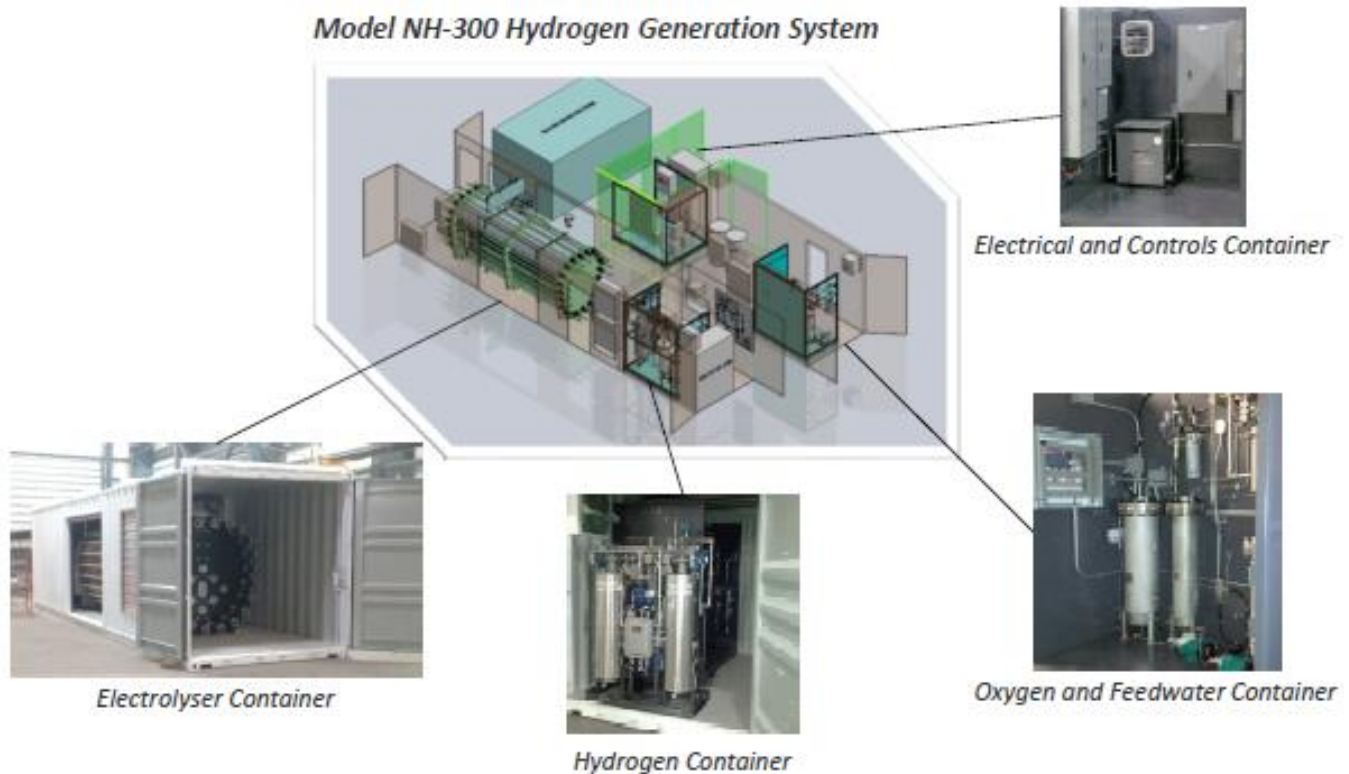 Model NH-300 Hydrogen Generation System
Electrical and Controls Container
Electrolyser Container
Oxygen and Feedwater Container
Hydrogen Container